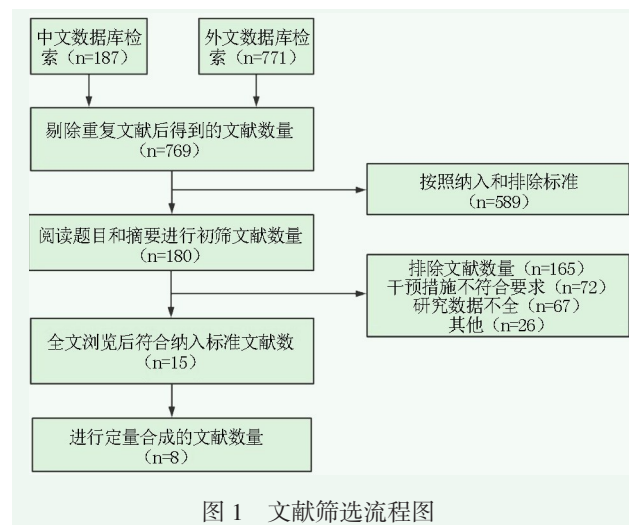 中文数据库检
索（n=187）
外文数据库检
索（n=771）
剔除重复文献后得到的文献数量
（n=769）
按照纳入和排除标准
（n=589）
阅读题目和摘要进行初筛文献数量
（n=180）
排除文献数量（n=165）
干预措施不符合要求（n=72）
研究数据不全（n=67）
其他（n=26）
全文浏览后符合纳入标准文献数
（n=15）
进行定量合成的文献数量
（n=8）
图 1　文献筛选流程图